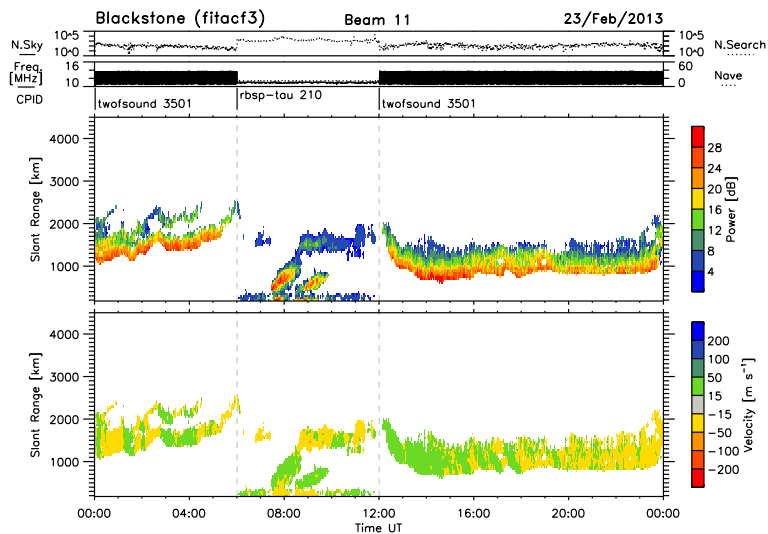 Blackstone (fitacf3) Beam 11 23/Feb/2013
N.Sky 10^5 10^0 10^5 10^0 N.Search
Freq. [MHz] 16 10 60 0 Nave
CPID twofsound 3501 rbsp-tau 210 twofsound 3501
Slant Range [km]
4000
3000
2000
1000
Power [dB]
28
24
20
16
12
8
4
Slant Range [km]
4000
3000
2000
1000
Velocity [m s^-1]
200
100
50
15
-15
-50
-100
-200
00:00 04:00 08:00 12:00 16:00 20:00 00:00
Time UT